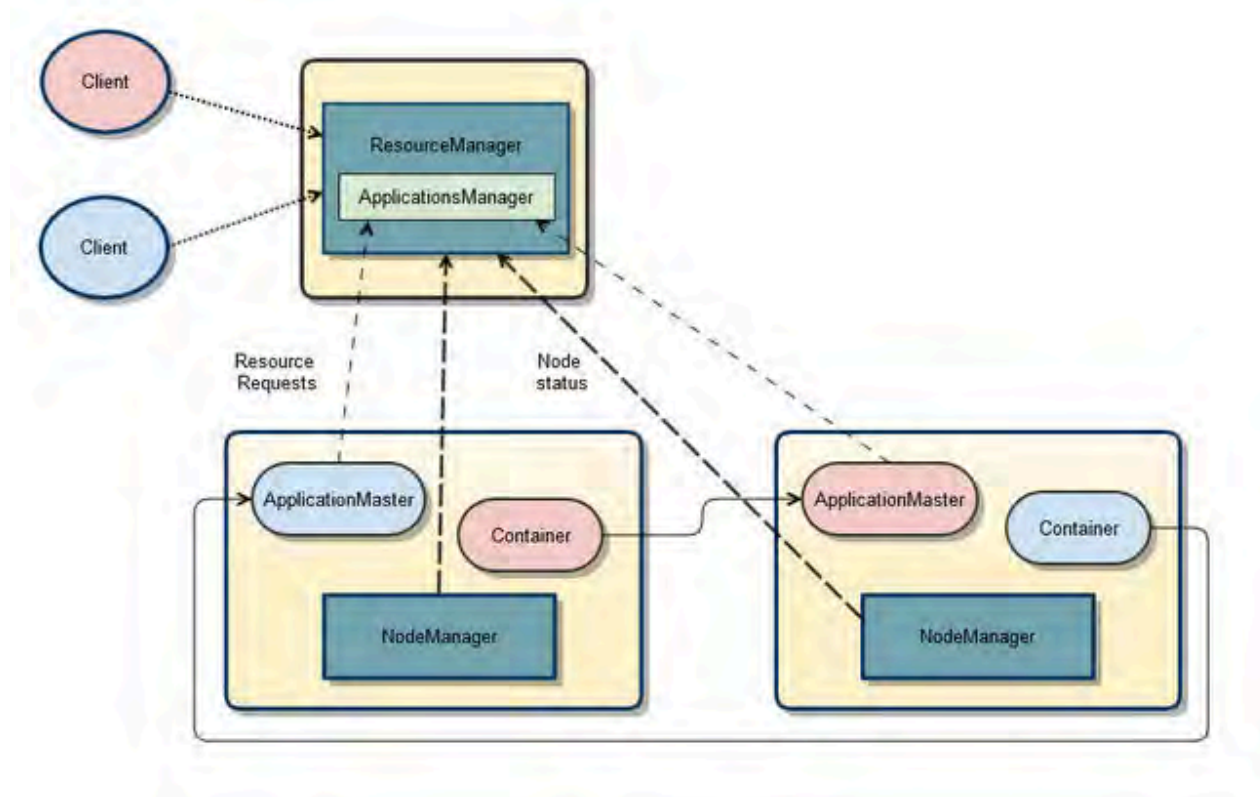 Client
ResourceManager
ApplicationsManager
Client
Resource
Requests
Node
status
ApplicationMaster
Container
NodeManager
ApplicationMaster
Container
NodeManager